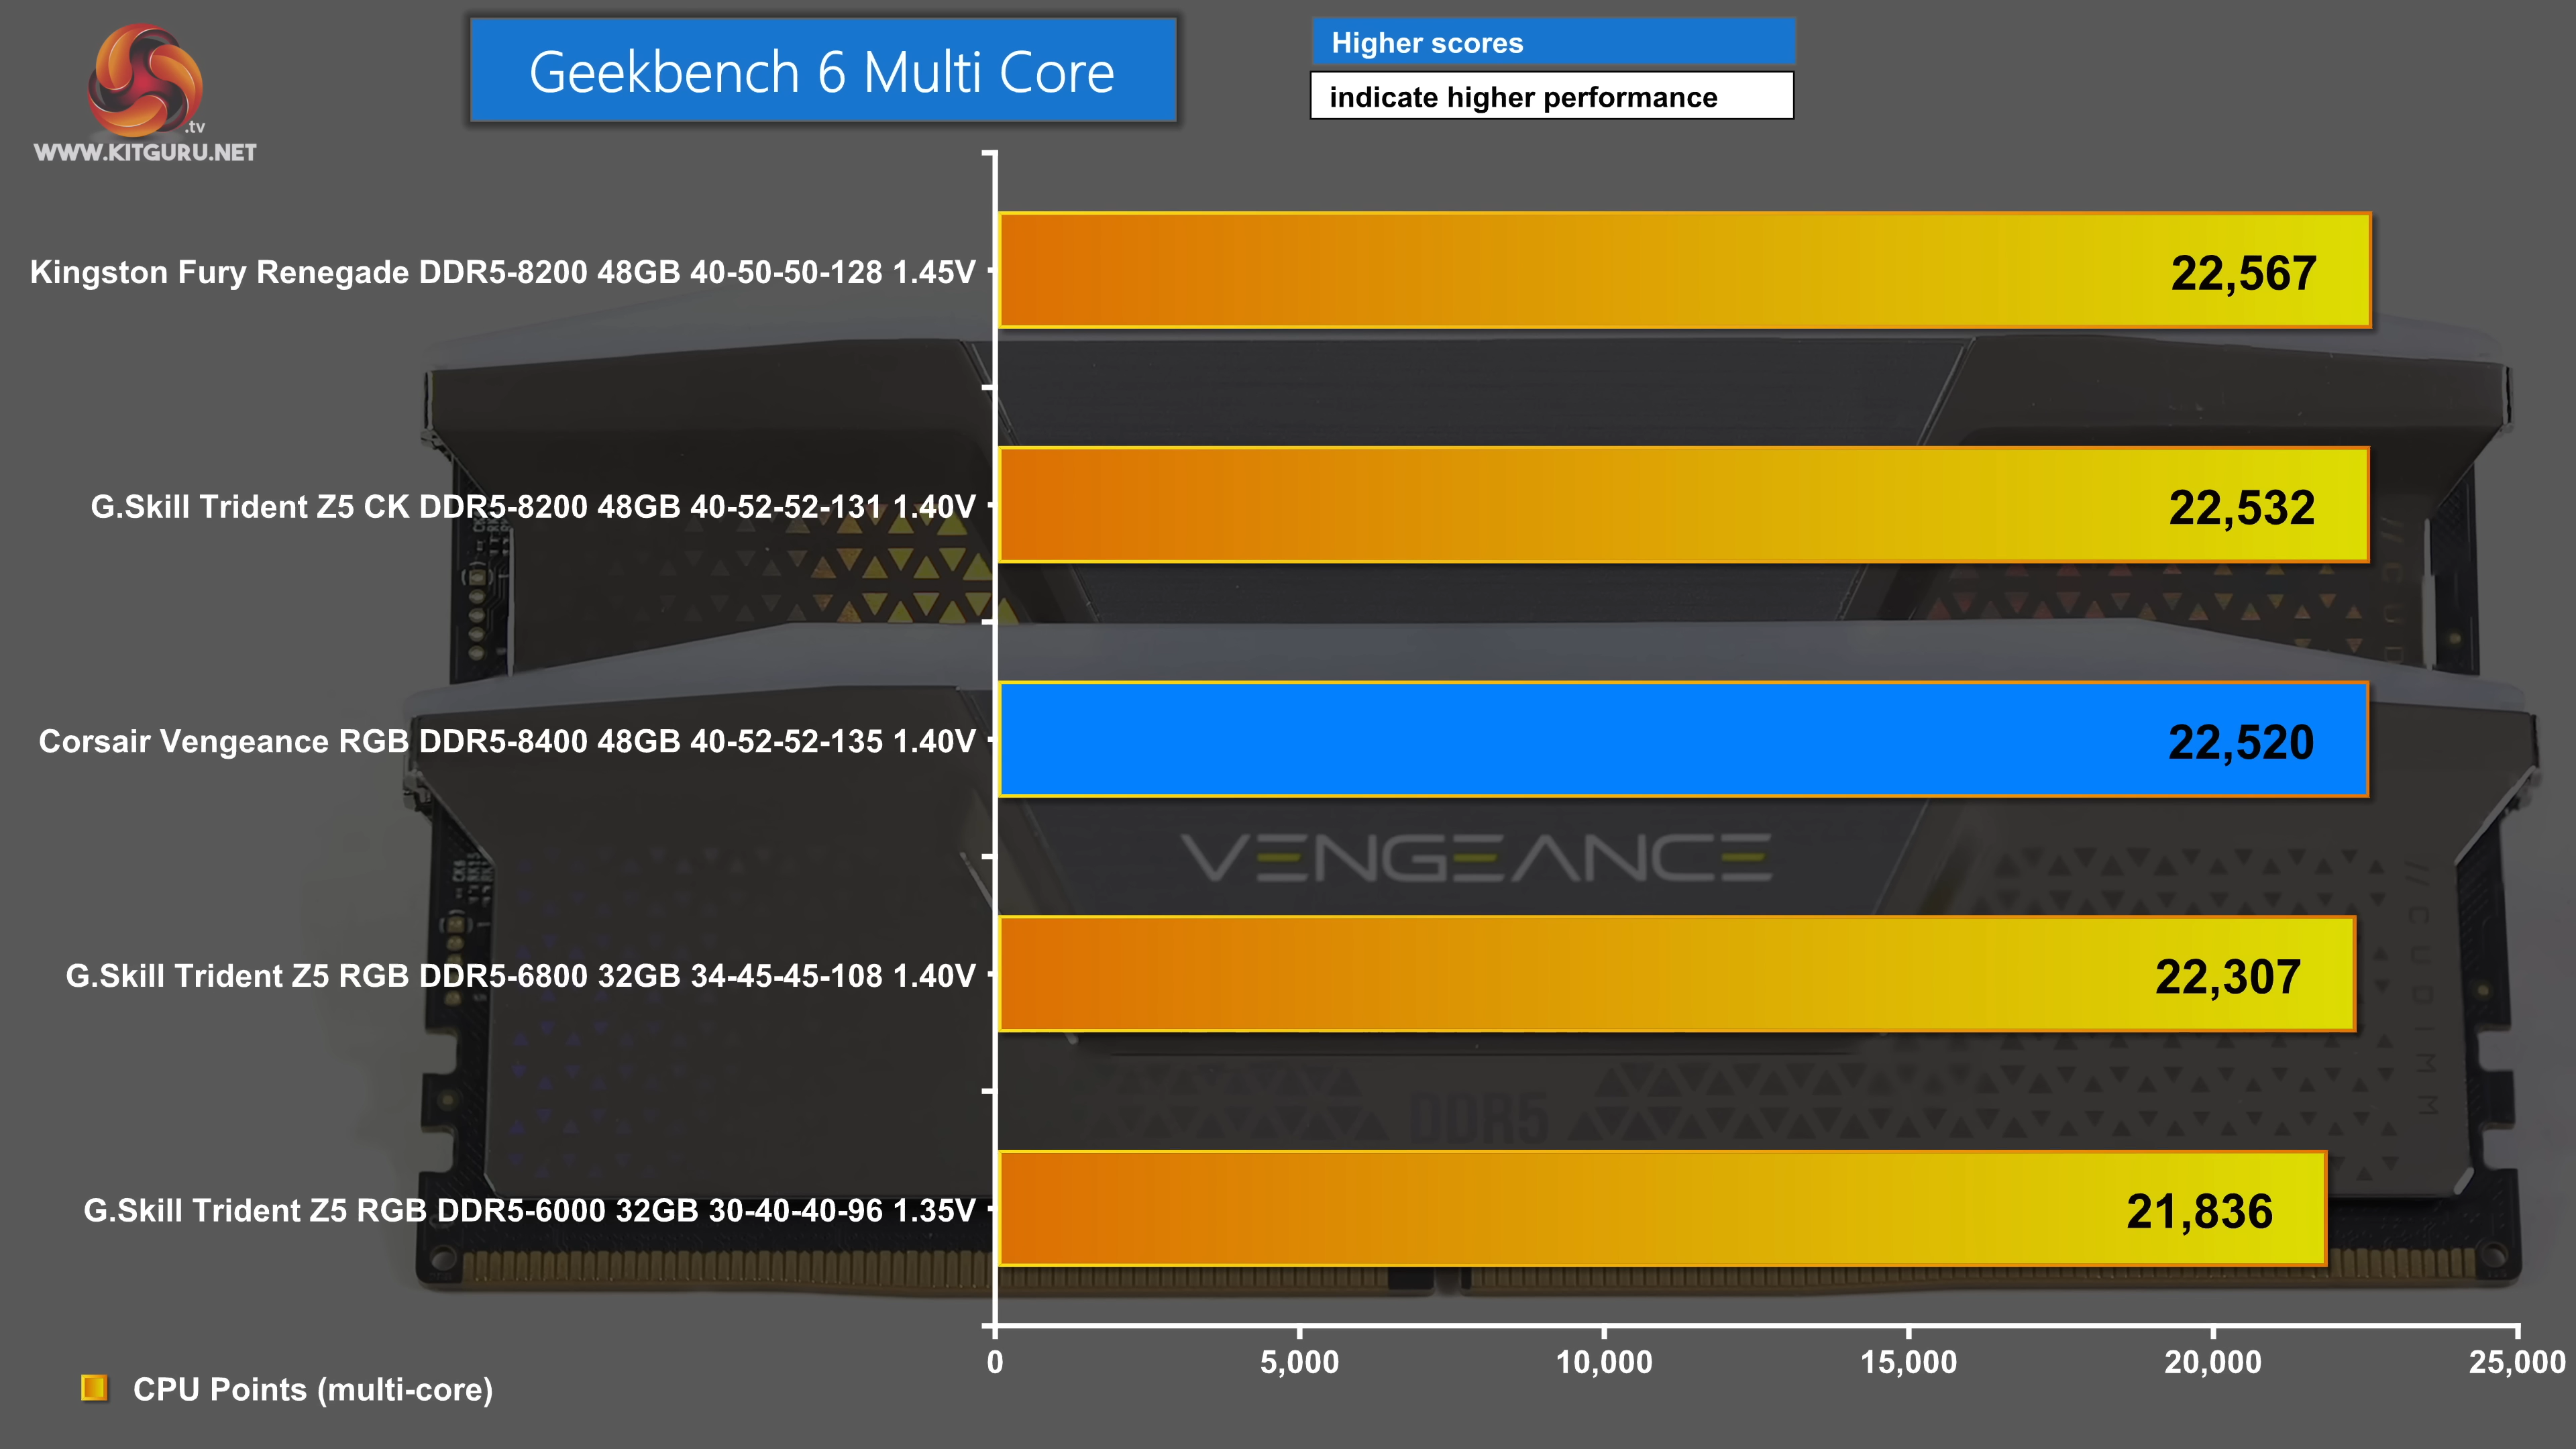 .tv
WWW.KITGURU.NET
Geekbench 6 Multi Core
Higher scores
indicate higher performance
Kingston Fury Renegade DDR5-8200 48GB 40-50-50-128 1.45V
22,567
G.Skill Trident Z5 CK DDR5-8200 48GB 40-52-52-131 1.40V
22,532
Corsair Vengeance RGB DDR5-8400 48GB 40-52-52-135 1.40V
22,520
VENGEANCE
// CUDIMM
G.Skill Trident Z5 RGB DDR5-6800 32GB 34-45-45-108 1.40V
22,307
DDR5
G.Skill Trident Z5 RGB DDR5-6000 32GB 30-40-40-96 1.35V
21,836
0 5,000 10,000 15,000 20,000 25,000
CPU Points (multi-core)